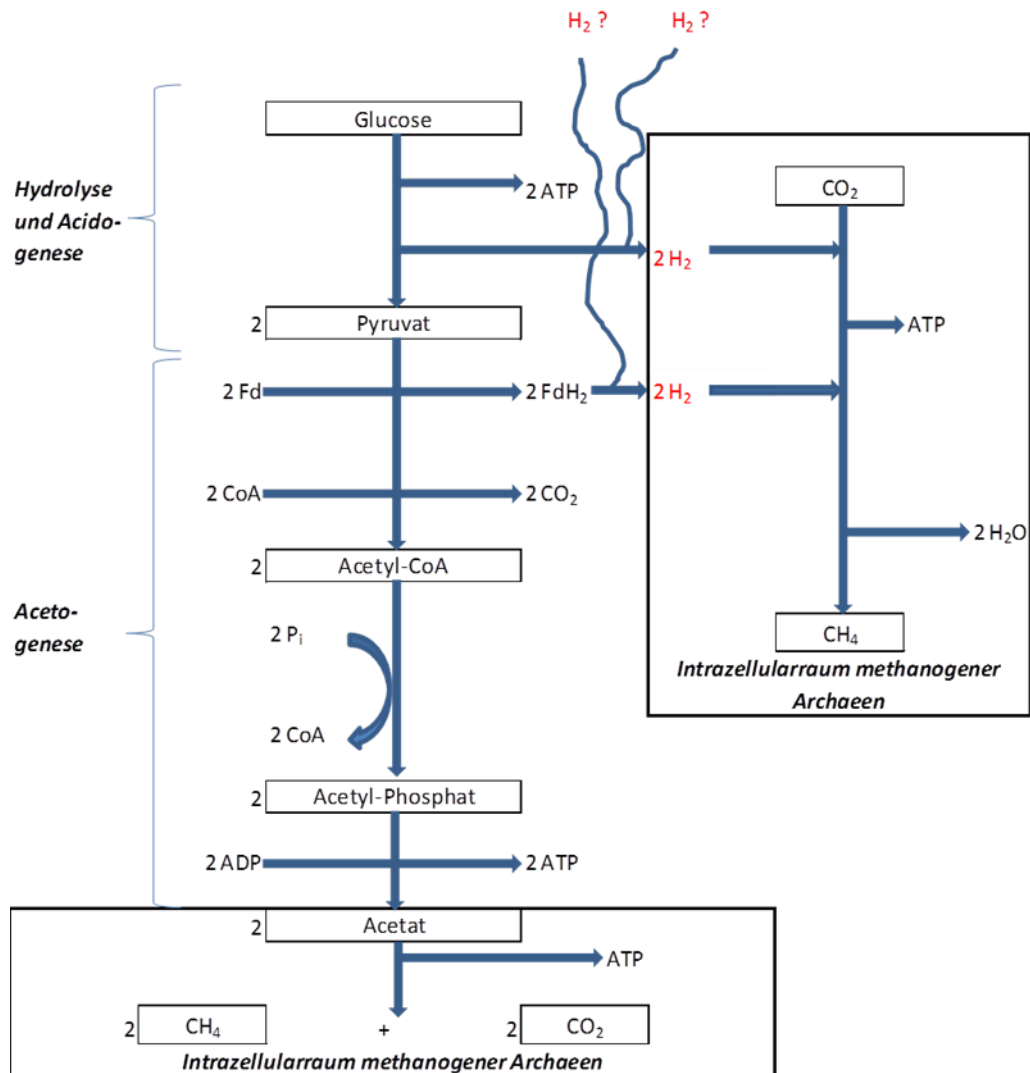 H₂ ?
H₂ ?
Glucose
Hydrolyse
und Acido-
genese
2 ATP
CO₂
2 H₂
2
Pyruvat
ATP
2 Fd
2 FdH₂
2 H₂
2 CoA
2 CO₂
2 H₂O
2
Acetyl-CoA
Aceto-
genese
2 Pᵢ
CH₄
Intrazellularraum methanogener
Archaeen
2 CoA
2
Acetyl-Phosphat
2 ADP
2 ATP
2
Acetat
ATP
2
CH₄
+
2
CO₂
Intrazellularraum methanogener Archaeen